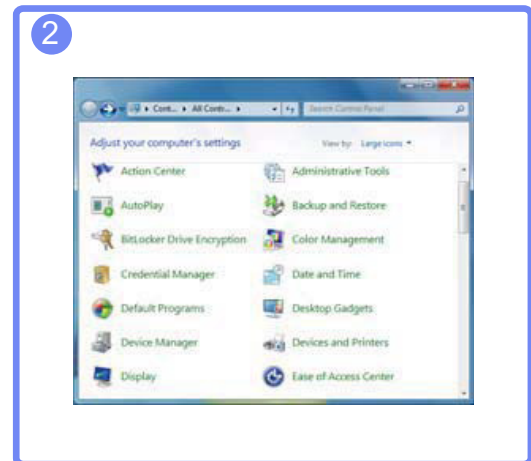 2
Cont... All Contr...
Search Control Panel
Adjust your computer's settings View by: Large icons
Action Center Administrative Tools
AutoPlay Backup and Restore
BitLocker Drive Encryption Color Management
Credential Manager Date and Time
Default Programs Desktop Gadgets
Device Manager Devices and Printers
Display Ease of Access Center